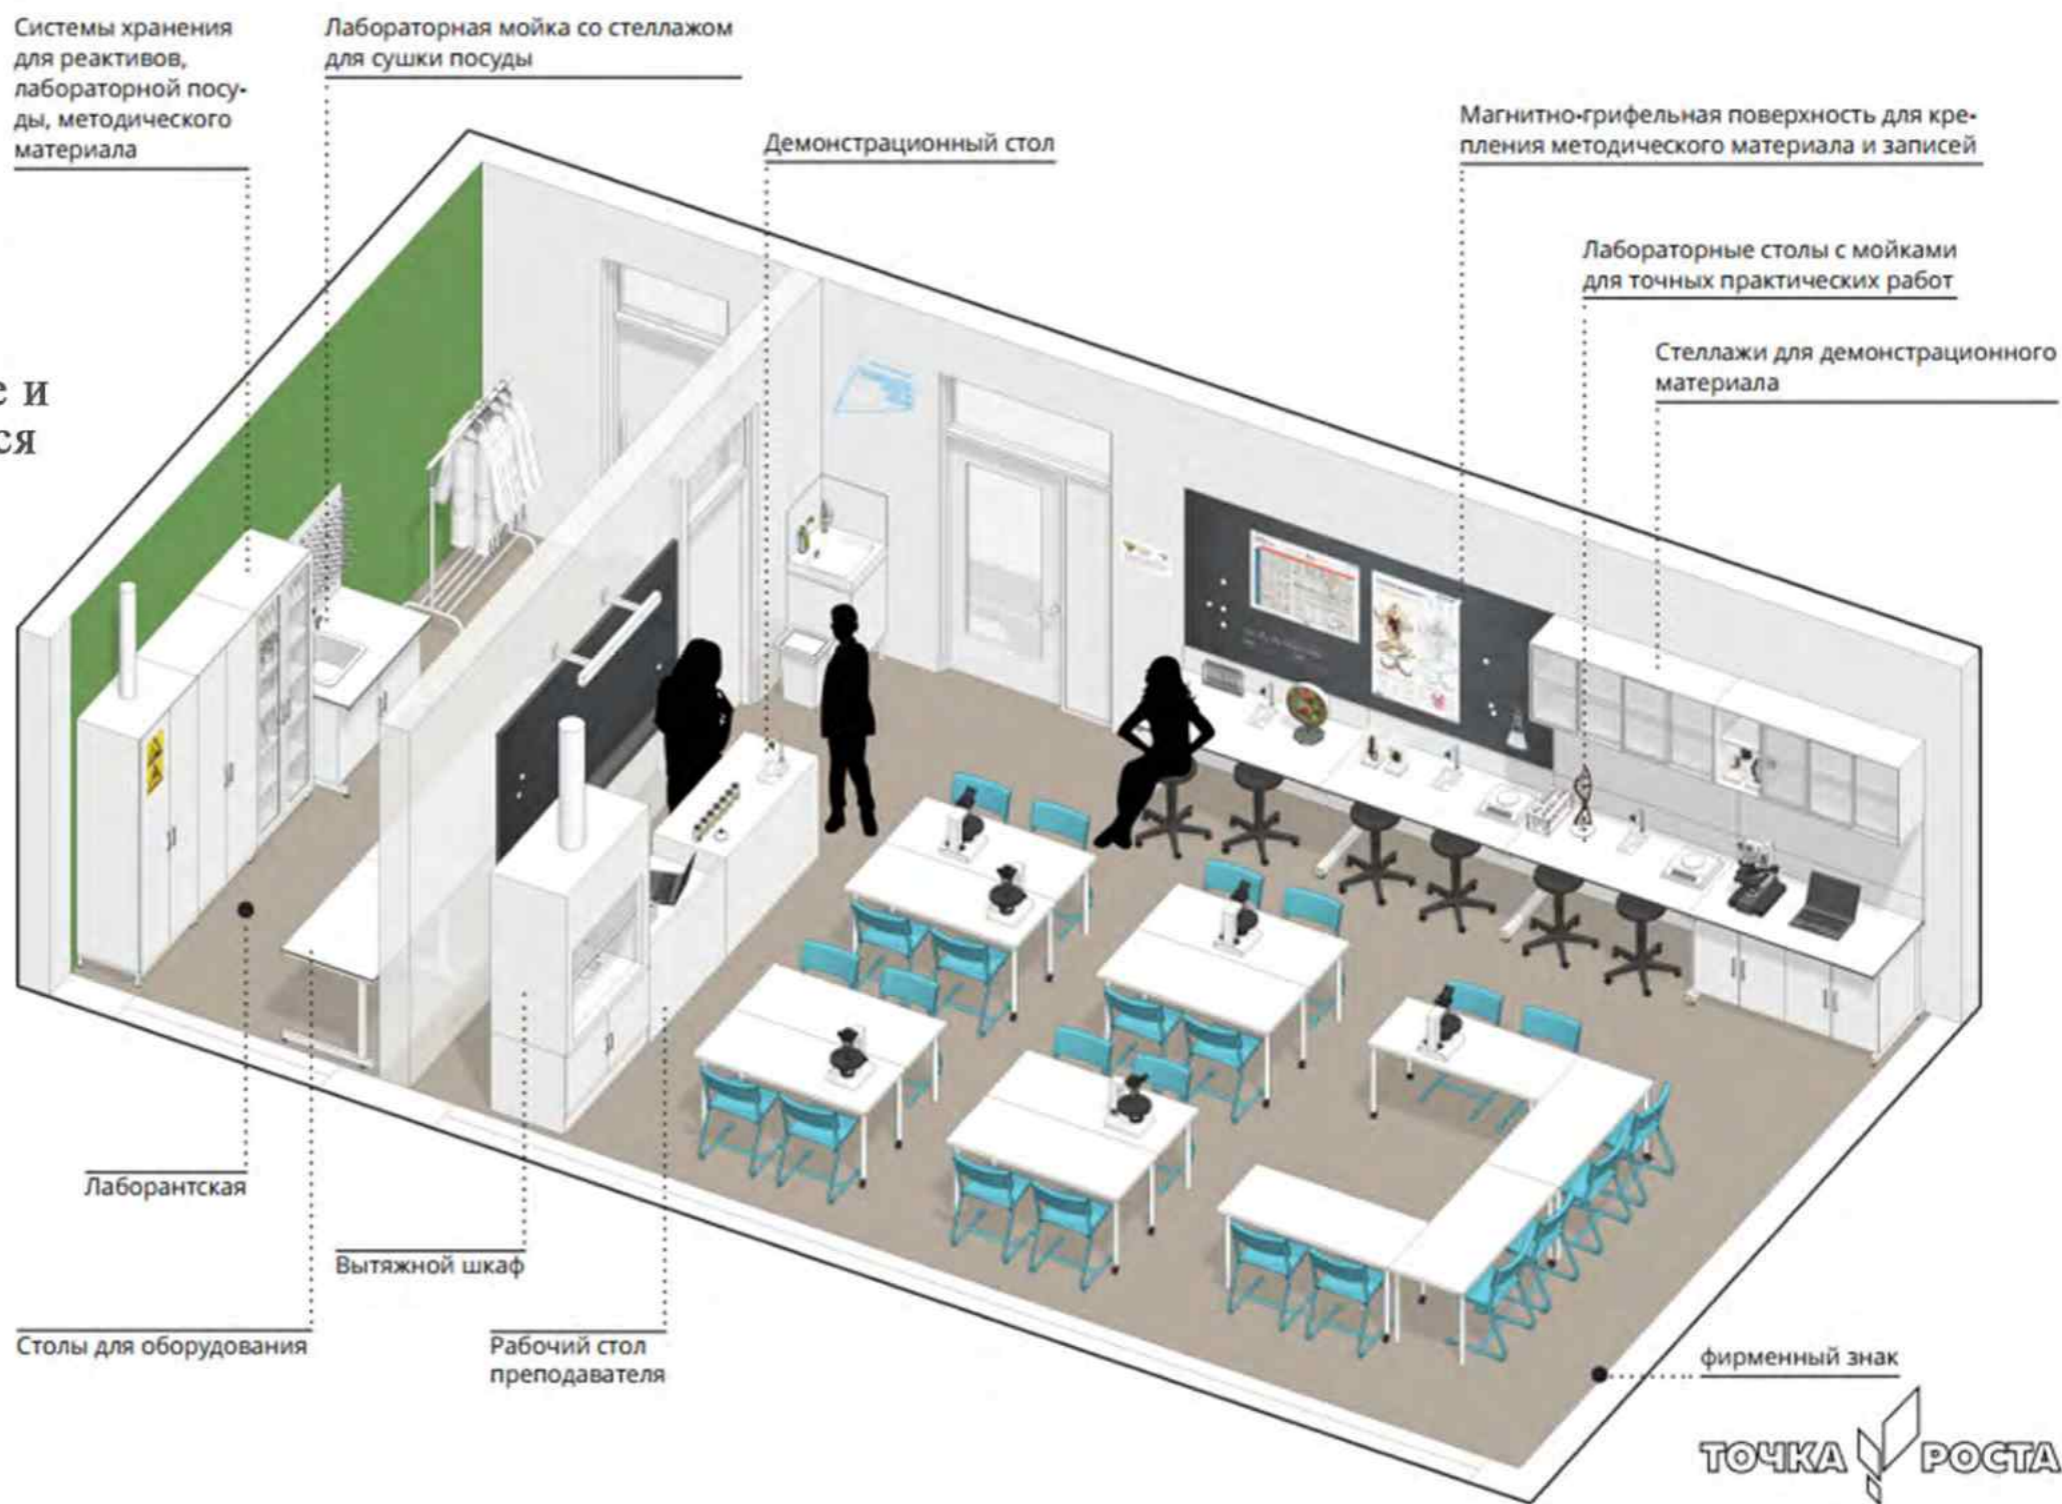 Системы хранения
для реактивов,
лабораторной посу-
ды, методического
материала
Лабораторная мойка со стеллажом
для сушки посуды
Демонстрационный стол
Магнитно-грифельная поверхность для кре-
пления методического материала и записей
Лабораторные столы с мойками
для точных практических работ
Стеллажи для демонстрационного
материала
е и
ся
Лаборантская
Вытяжной шкаф
Столы для оборудования
Рабочий стол
преподавателя
фирменный знак
ТОЧКА РОСТА